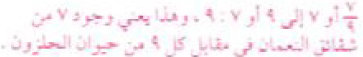 ٧/٩ أو ٧ إلى ٩ أو ٧ : ٩ ، وهذا يعني وجود ٧ من
شقائق النعمان في مقابل كل ٩ من حيوان الحلزون .